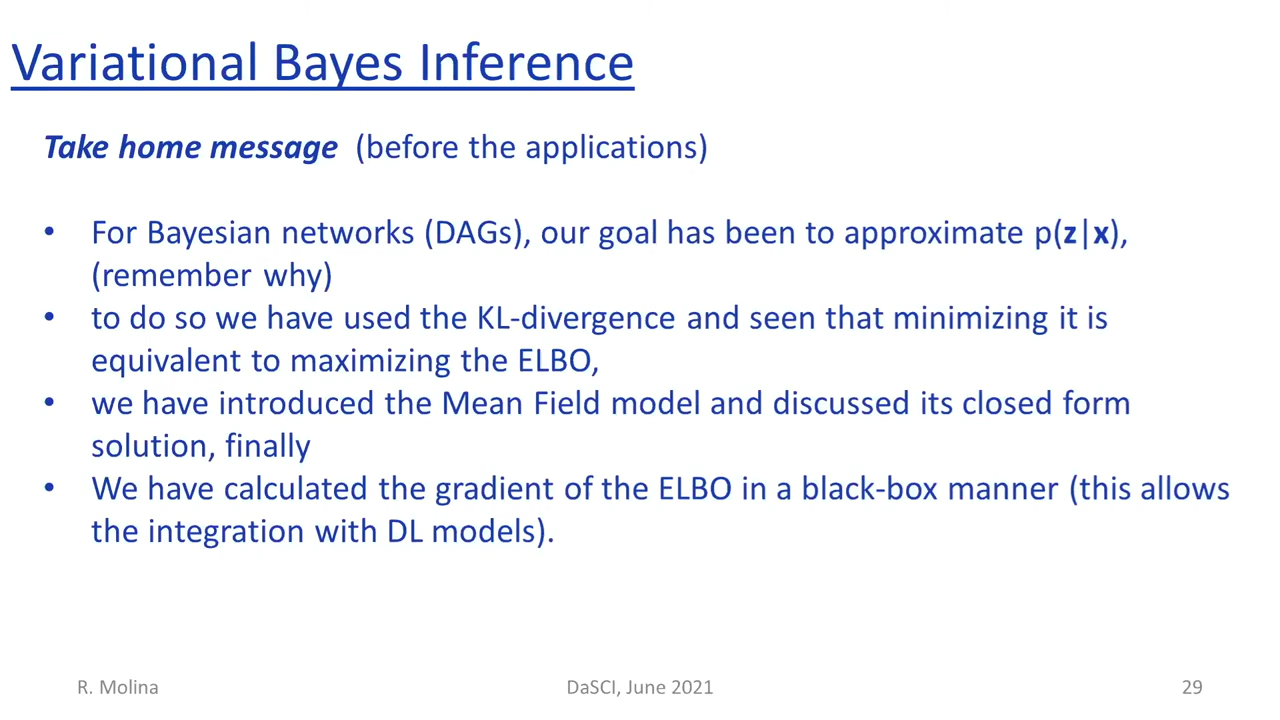 Variational Bayes Inference
Take home message (before the applications)
• For Bayesian networks (DAGs), our goal has been to approximate p(z|x),
(remember why)
• to do so we have used the KL-divergence and seen that minimizing it is
equivalent to maximizing the ELBO,
• we have introduced the Mean Field model and discussed its closed form
solution, finally
• We have calculated the gradient of the ELBO in a black-box manner (this allows
the integration with DL models).
R. Molina
DaSCI, June 2021
29